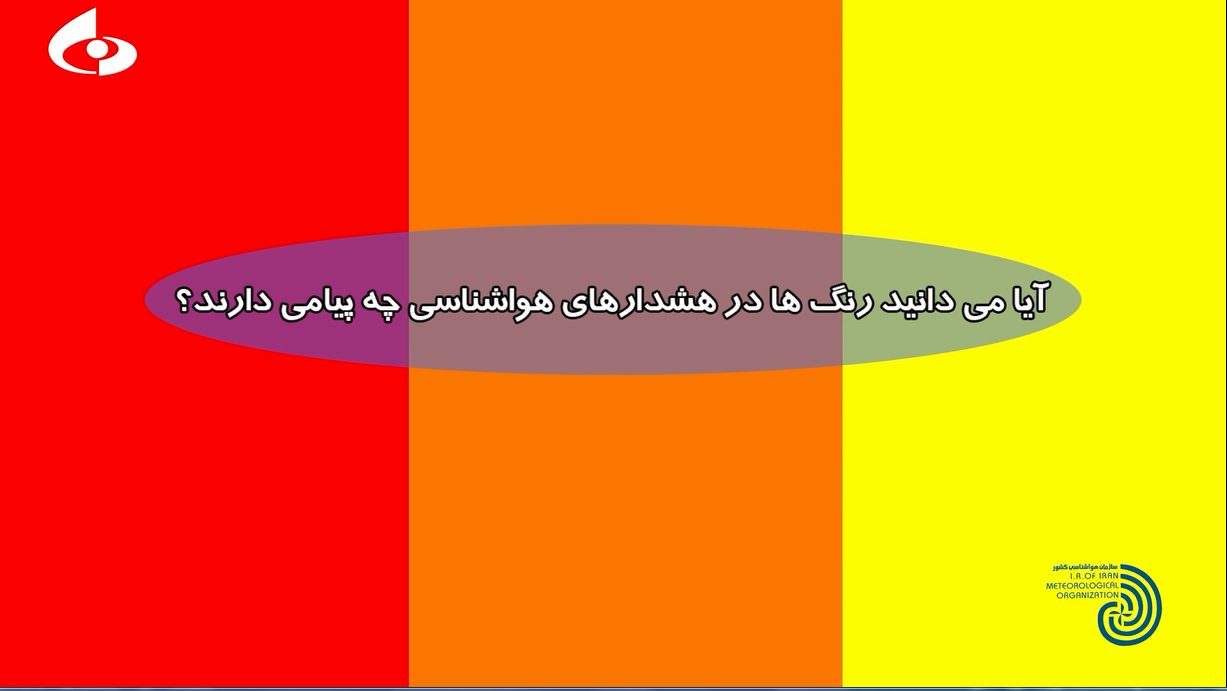 آیا می دانید رنگ ها در هشدارهای هواشناسی چه پیامی دارند؟
سازمان هواشناسی کشور
I.R.OF IRAN
METEOROLOGICAL
ORGANIZATION